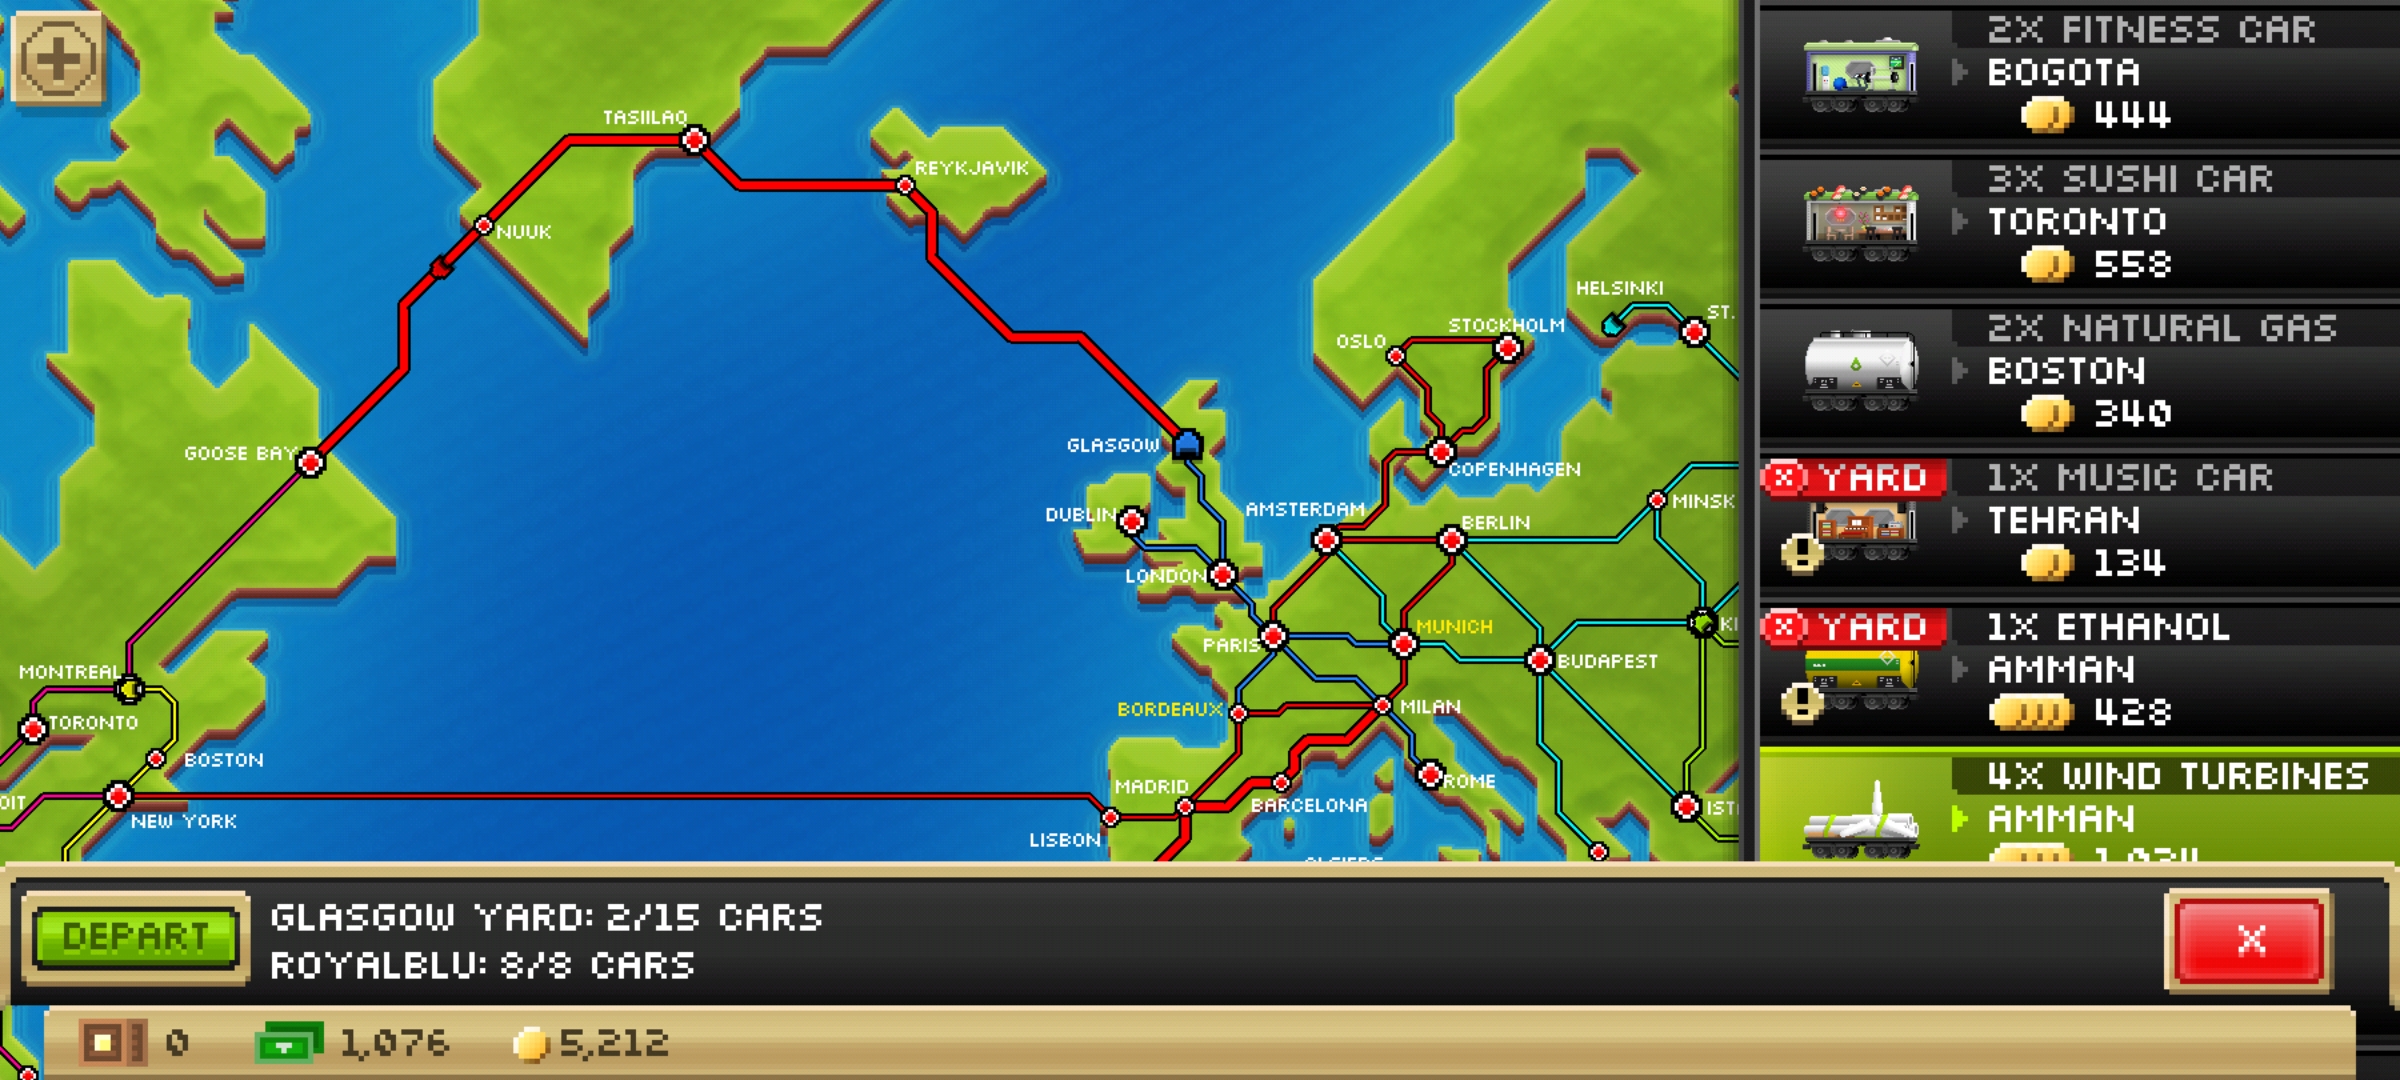 TASIILAQ
REYKJAVIK
NUUK
HELSINKI
ST.
STOCKHOLM
OSLO
GLASGOW
GOOSE BAY
COPENHAGEN
MINSK
DUBLIN
AMSTERDAM
BERLIN
LONDON
MUNICH
KI
PARIS
BUDAPEST
MONTREAL
BORDEAUX
MILAN
TORONTO
BOSTON
ROME
MADRID
OIT
BARCELONA
IST
NEW YORK
LISBON
2X FITNESS CAR
BOGOTA
444
3X SUSHI CAR
TORONTO
558
2X NATURAL GAS
BOSTON
340
X YARD
1X MUSIC CAR
TEHRAN
! 134
X YARD
1X ETHANOL
AMMAN
! 428
4X WIND TURBINES
AMMAN
DEPART
GLASGOW YARD: 2/15 CARS
ROYALBLU: 8/8 CARS
X
0
1,076
5,212